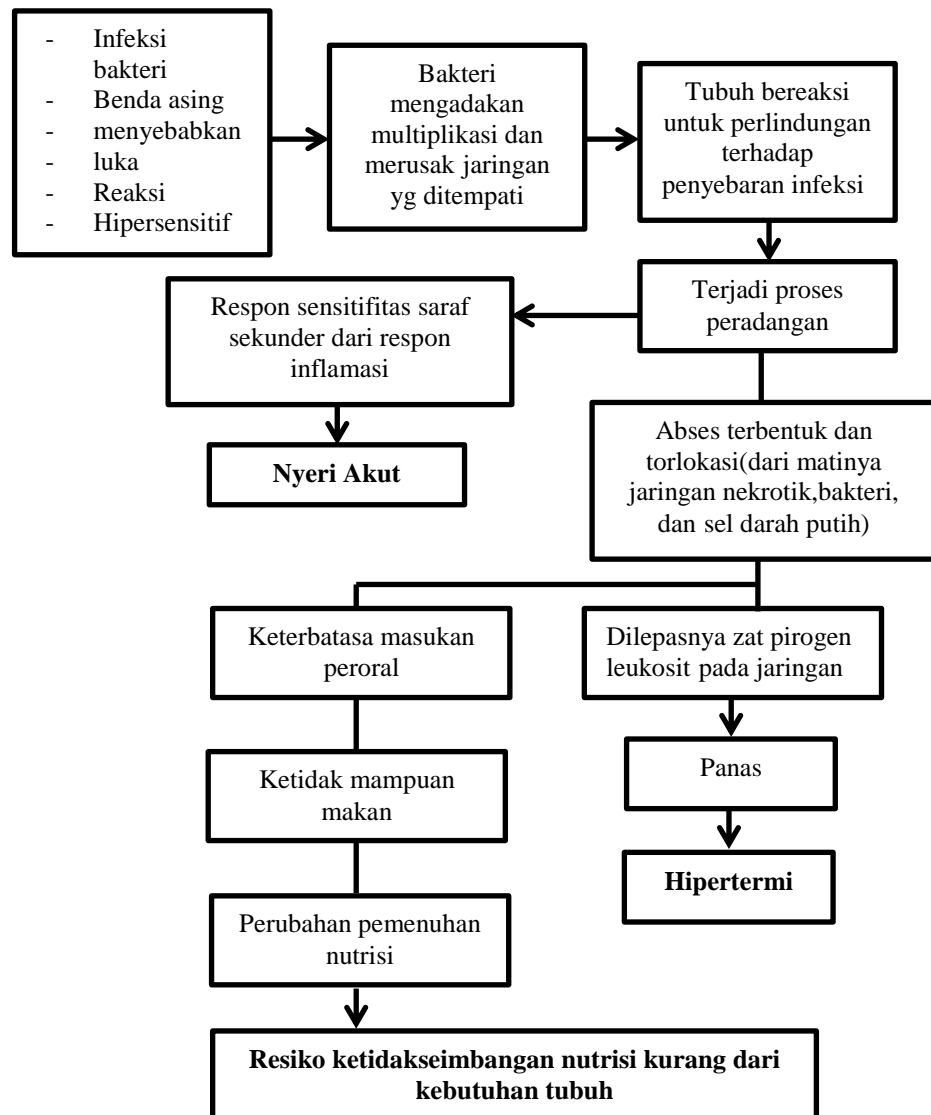 - Infeksi
bakteri
- Benda asing
- menyebabkan
- luka
- Reaksi
- Hipersensitif
Bakteri
mengadakan
multiplikasi dan
merusak jaringan
yg ditempati
Tubuh bereaksi
untuk perlindungan
terhadap
penyebaran infeksi
Respon sensitifitas saraf
sekunder dari respon
inflamasi
Terjadi proses
peradangan
Nyeri Akut
Abses terbentuk dan
torlokasi(dari matinya
jaringan nekrotik,bakteri,
dan sel darah putih)
Keterbatasa masukan
peroral
Dilepasnya zat pirogen
leukosit pada jaringan
Ketidak mampuan
makan
Panas
Hipertermi
Perubahan pemenuhan
nutrisi
Resiko ketidakseimbangan nutrisi kurang dari
kebutuhan tubuh